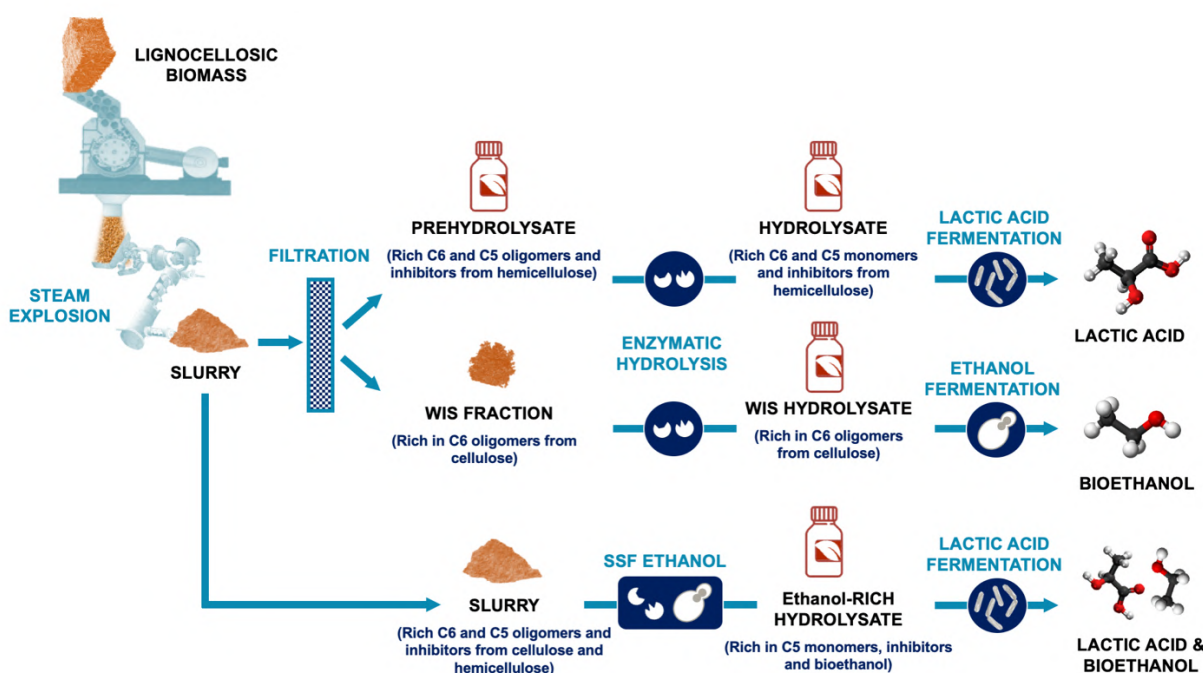 LIGNOCELLOSIC
BIOMASS
STEAM
EXPLOSION
SLURRY
FILTRATION
PREHYDROLYSATE
(Rich C6 and C5 oligomers and
inhibitors from hemicellulose)
HYDROLYSATE
(Rich C6 and C5 monomers
and inhibitors from
hemicellulose)
LACTIC ACID
FERMENTATION
LACTIC ACID
WIS FRACTION
(Rich in C6 oligomers from
cellulose)
ENZYMATIC
HYDROLYSIS
WIS HYDROLYSATE
(Rich in C6 oligomers
from cellulose)
ETHANOL
FERMENTATION
BIOETHANOL
SLURRY
(Rich C6 and C5 oligomers and
inhibitors from cellulose and
hemicellulose)
SSF ETHANOL
Ethanol-RICH
HYDROLYSATE
(Rich in C5 monomers, inhibitors
and bioethanol)
LACTIC ACID
FERMENTATION
LACTIC ACID &
BIOETHANOL